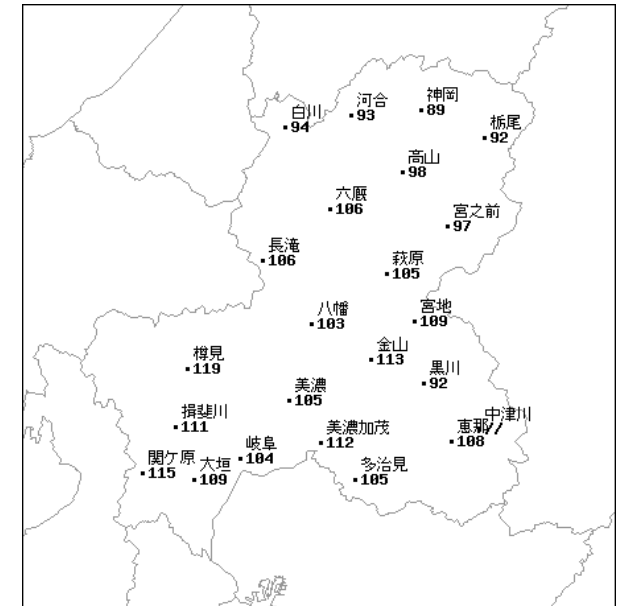 神岡
89
河合
93
白川
94
栃尾
92
高山
98
六厩
106
宮之前
97
長滝
106
萩原
105
八幡
103
宮地
109
金山
113
樽見
119
黒川
92
美濃
105
中津川
//
揖斐川
111
恵那
108
美濃加茂
112
岐阜
104
関ケ原
115
大垣
109
多治見
105